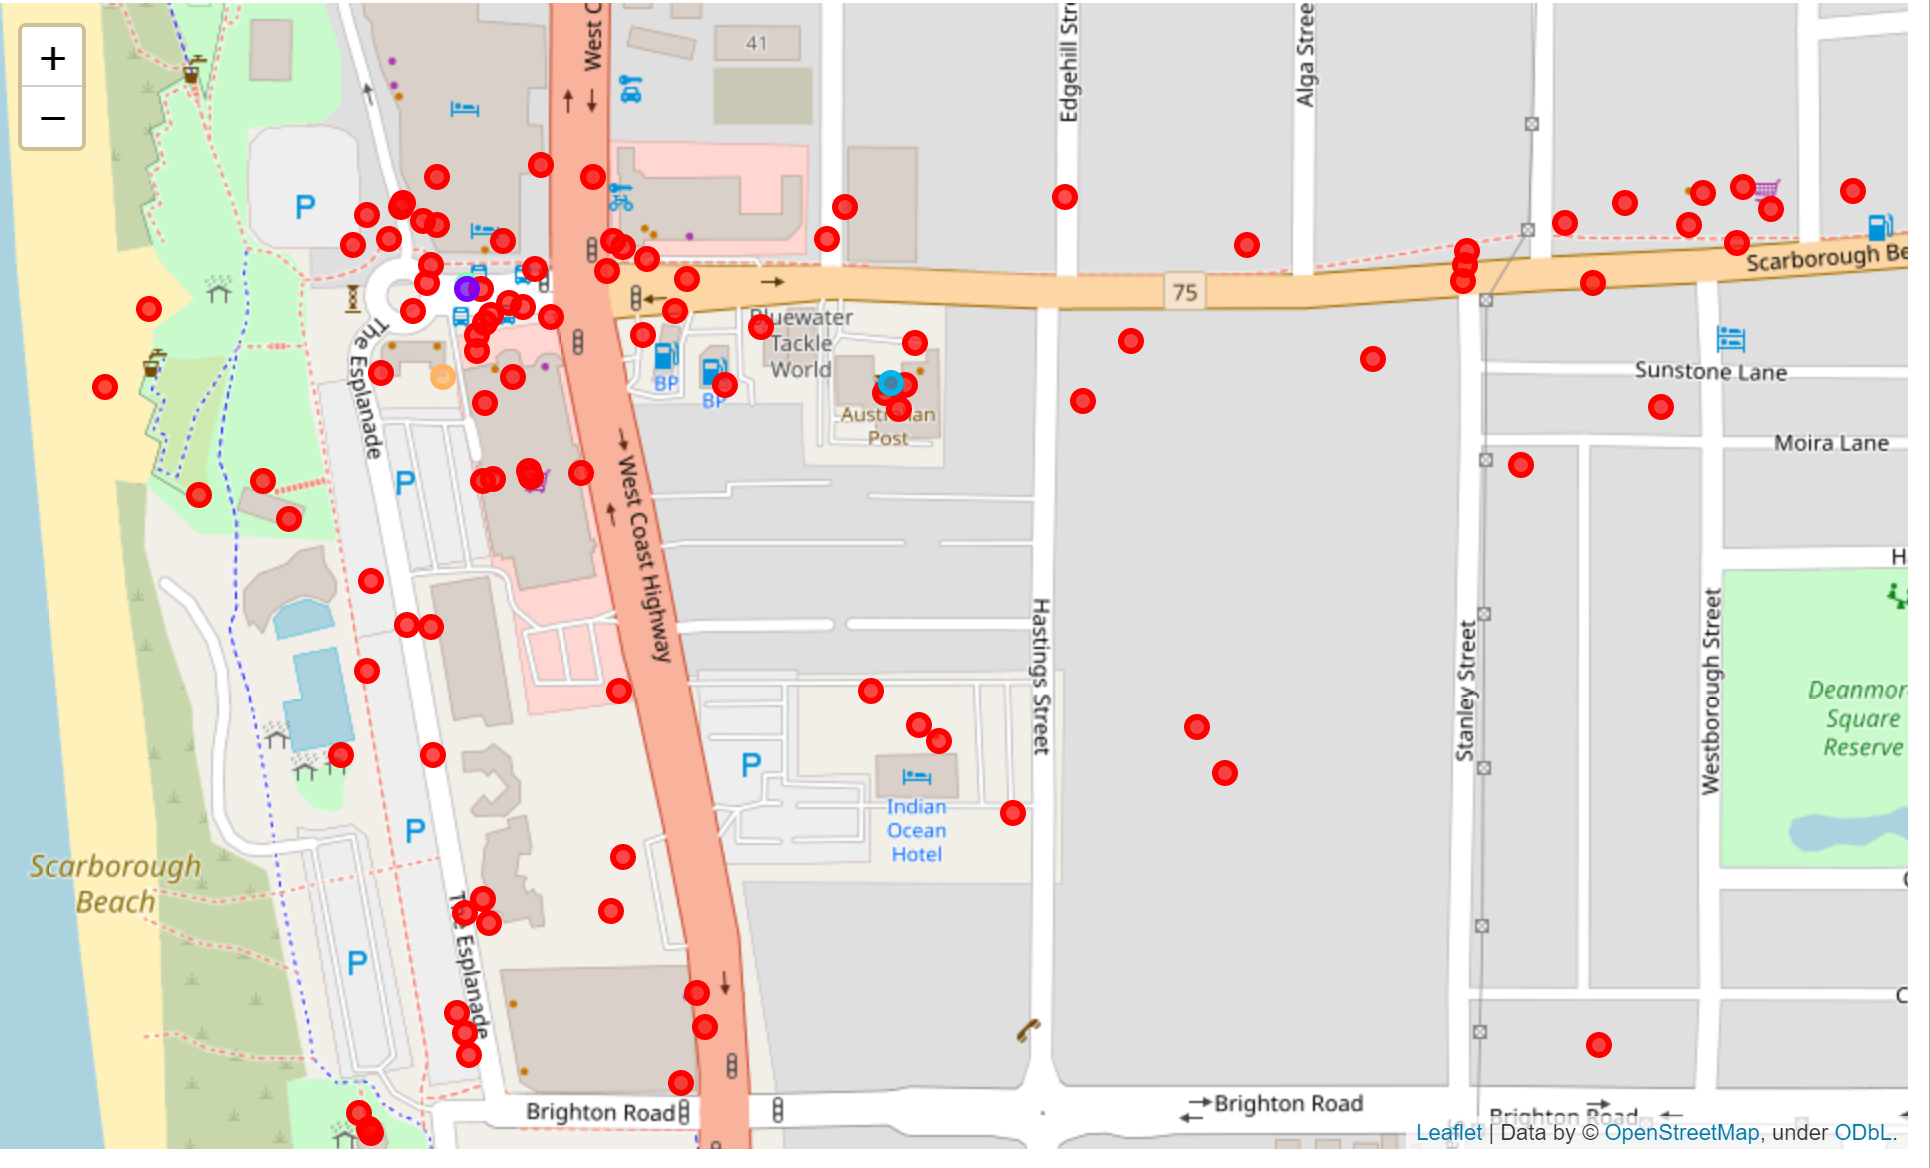 +
−
West C
41
Edgehill Str
Alga Stree
P
75
Scarborough Be
The Esplanade
Bluewater
Tackle
World
BP
BP
Australian
Post
Sunstone Lane
Moira Lane
P
West Coast Highway
H
Hastings Street
Stanley Street
Westborough Street
Deanmor
Square
Reserve
P
Indian
Ocean
Hotel
P
Scarborough
Beach
The Esplanade
P
Brighton Road
Brighton Road
Brighton Road
Leaflet | Data by © OpenStreetMap, under ODbL.